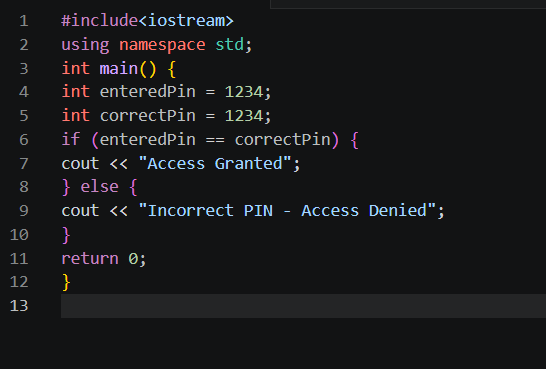 1 #include<iostream>
2 using namespace std;
3 int main() {
4 int enteredPin = 1234;
5 int correctPin = 1234;
6 if (enteredPin == correctPin) {
7 cout << "Access Granted";
8 } else {
9 cout << "Incorrect PIN - Access Denied";
10 }
11 return 0;
12 }
13